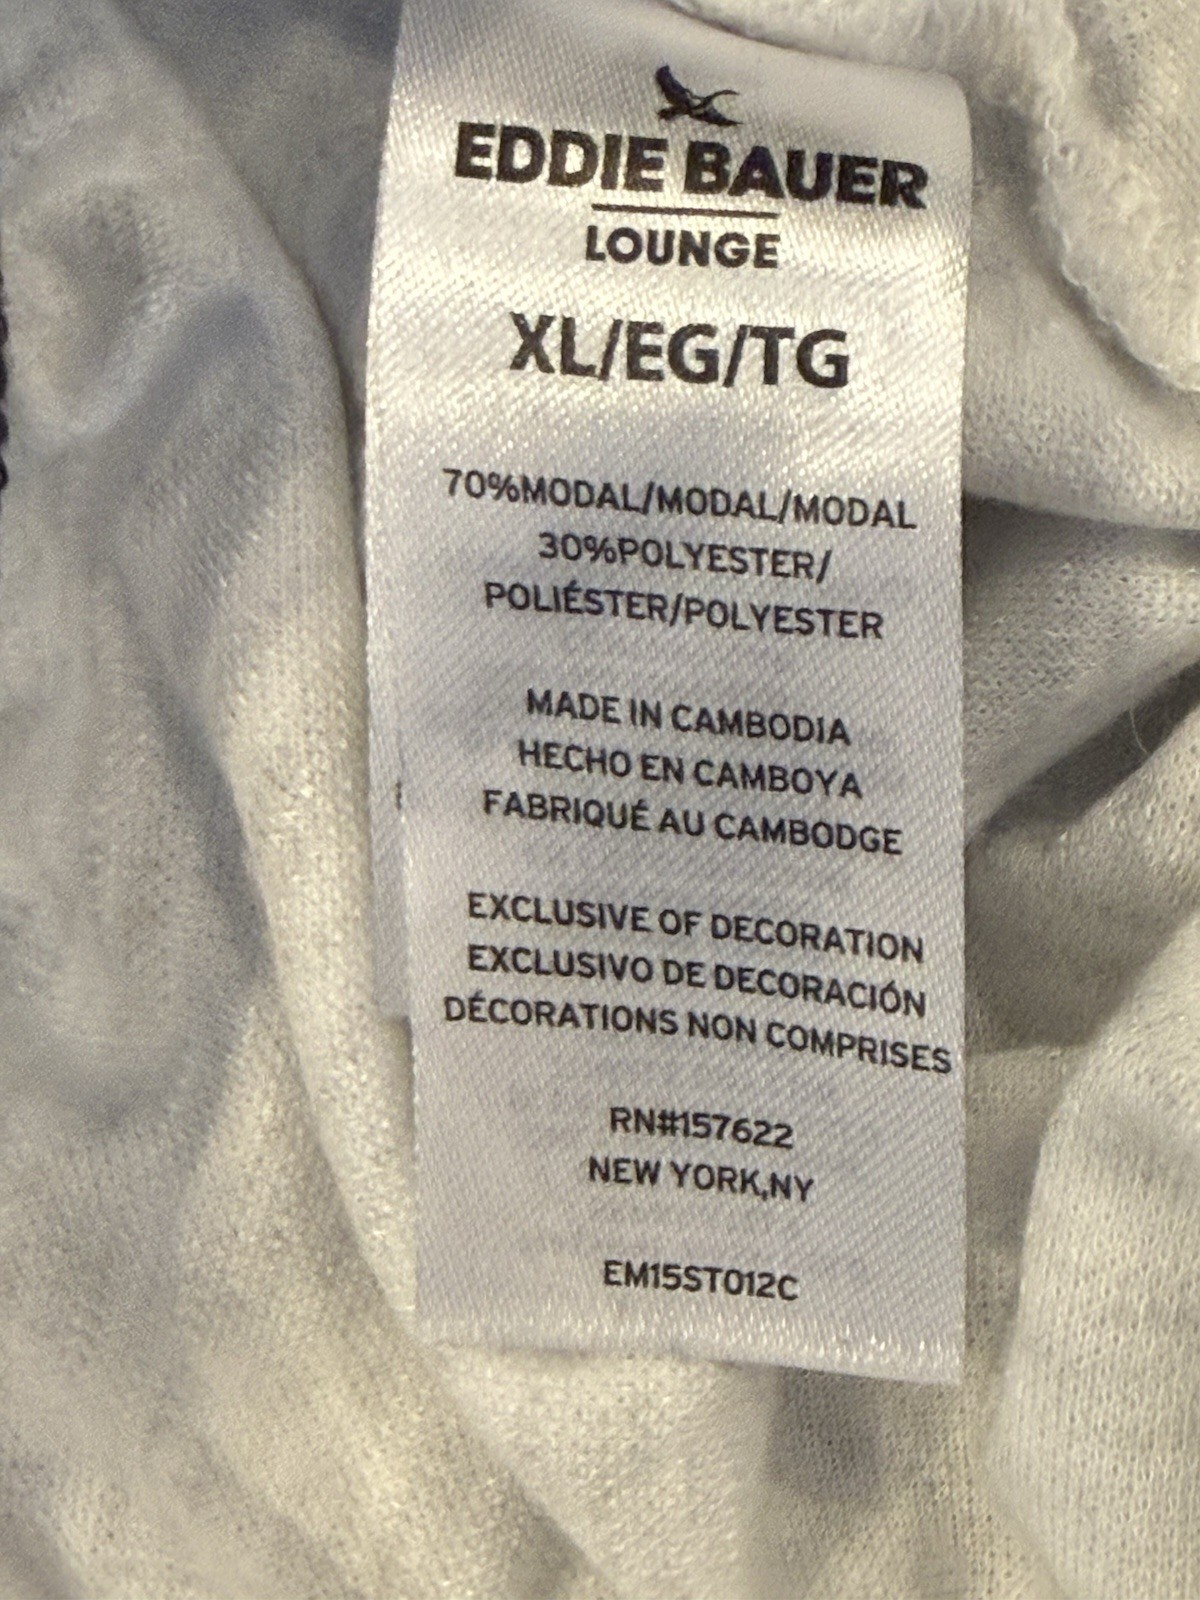 EDDIE BAUER
LOUNGE
XL/EG/TG
70%MODAL/MODAL/MODAL
30%POLYESTER/
POLIÉSTER/POLYESTER
MADE IN CAMBODIA
HECHO EN CAMBOYA
FABRIQUÉ AU CAMBODGE
EXCLUSIVE OF DECORATION
EXCLUSIVO DE DECORACIÓN
DÉCORATIONS NON COMPRISES
RN#157622
NEW YORK,NY
EM15ST012C